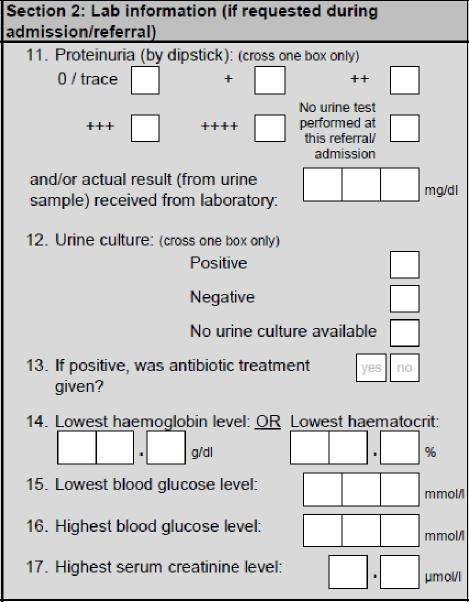 Section 2: Lab information (if requested during
admission/referral)
11. Proteinuria (by dipstick): (cross one box only)
0 / trace + ++
+++ ++++ No urine test
performed at
this referral/
admission
and/or actual result (from urine
sample) received from laboratory: mg/dl
12. Urine culture: (cross one box only)
Positive
Negative
No urine culture available
13. If positive, was antibiotic treatment yes no
given?
14. Lowest haemoglobin level: OR Lowest haematocrit:
. g/dl . %
15. Lowest blood glucose level: mmol/l
16. Highest blood glucose level: mmol/l
17. Highest serum creatinine level: . µmol/l